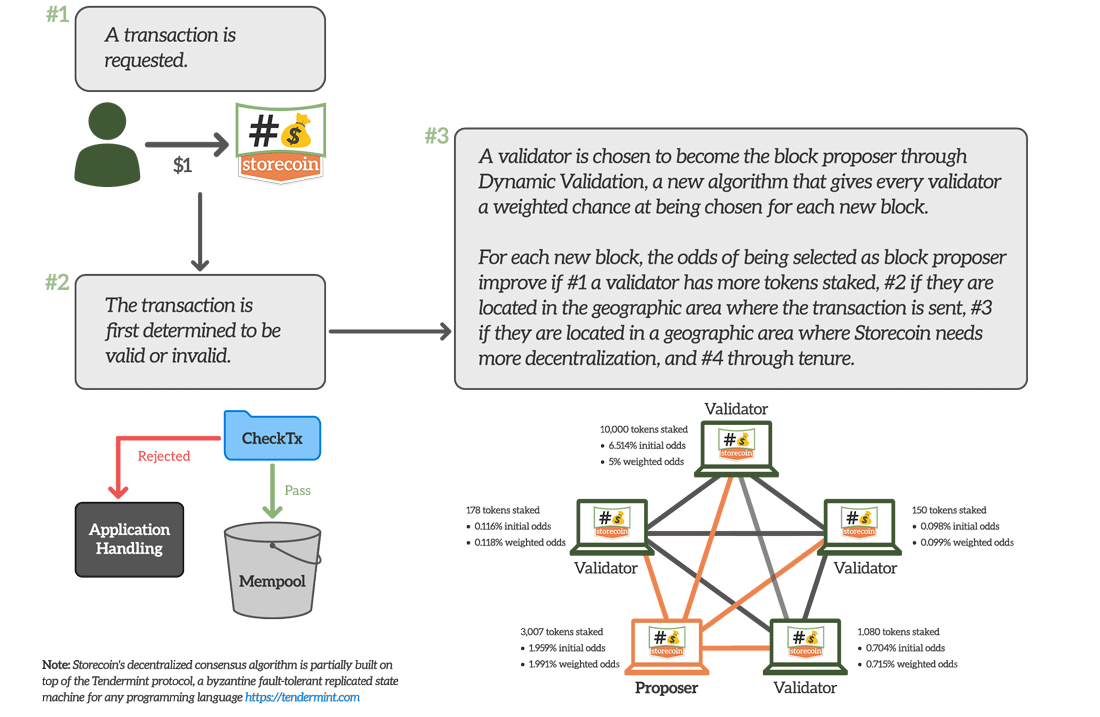 #1
A transaction is
requested.
$1
#$
storecoin
#2
The transaction is
first determined to be
valid or invalid.
#3
A validator is chosen to become the block proposer through
Dynamic Validation, a new algorithm that gives every validator
a weighted chance at being chosen for each new block.
For each new block, the odds of being selected as block proposer
improve if #1 a validator has more tokens staked, #2 if they are
located in the geographic area where the transaction is sent, #3
if they are located in a geographic area where Storecoin needs
more decentralization, and #4 through tenure.
CheckTx
Rejected
Pass
Application
Handling
Mempool
Validator
10,000 tokens staked
• 6.514% initial odds
• 5% weighted odds
#$
storecoin
178 tokens staked
• 0.116% initial odds
• 0.118% weighted odds
#$
storecoin
Validator
#$
storecoin
150 tokens staked
• 0.098% initial odds
• 0.099% weighted odds
Validator
3,007 tokens staked
• 1.959% initial odds
• 1.991% weighted odds
#$
storecoin
Proposer
#$
storecoin
1,080 tokens staked
• 0.704% initial odds
• 0.715% weighted odds
Validator
Note: Storecoin's decentralized consensus algorithm is partially built on
top of the Tendermint protocol, a byzantine fault-tolerant replicated state
machine for any programming language https://tendermint.com